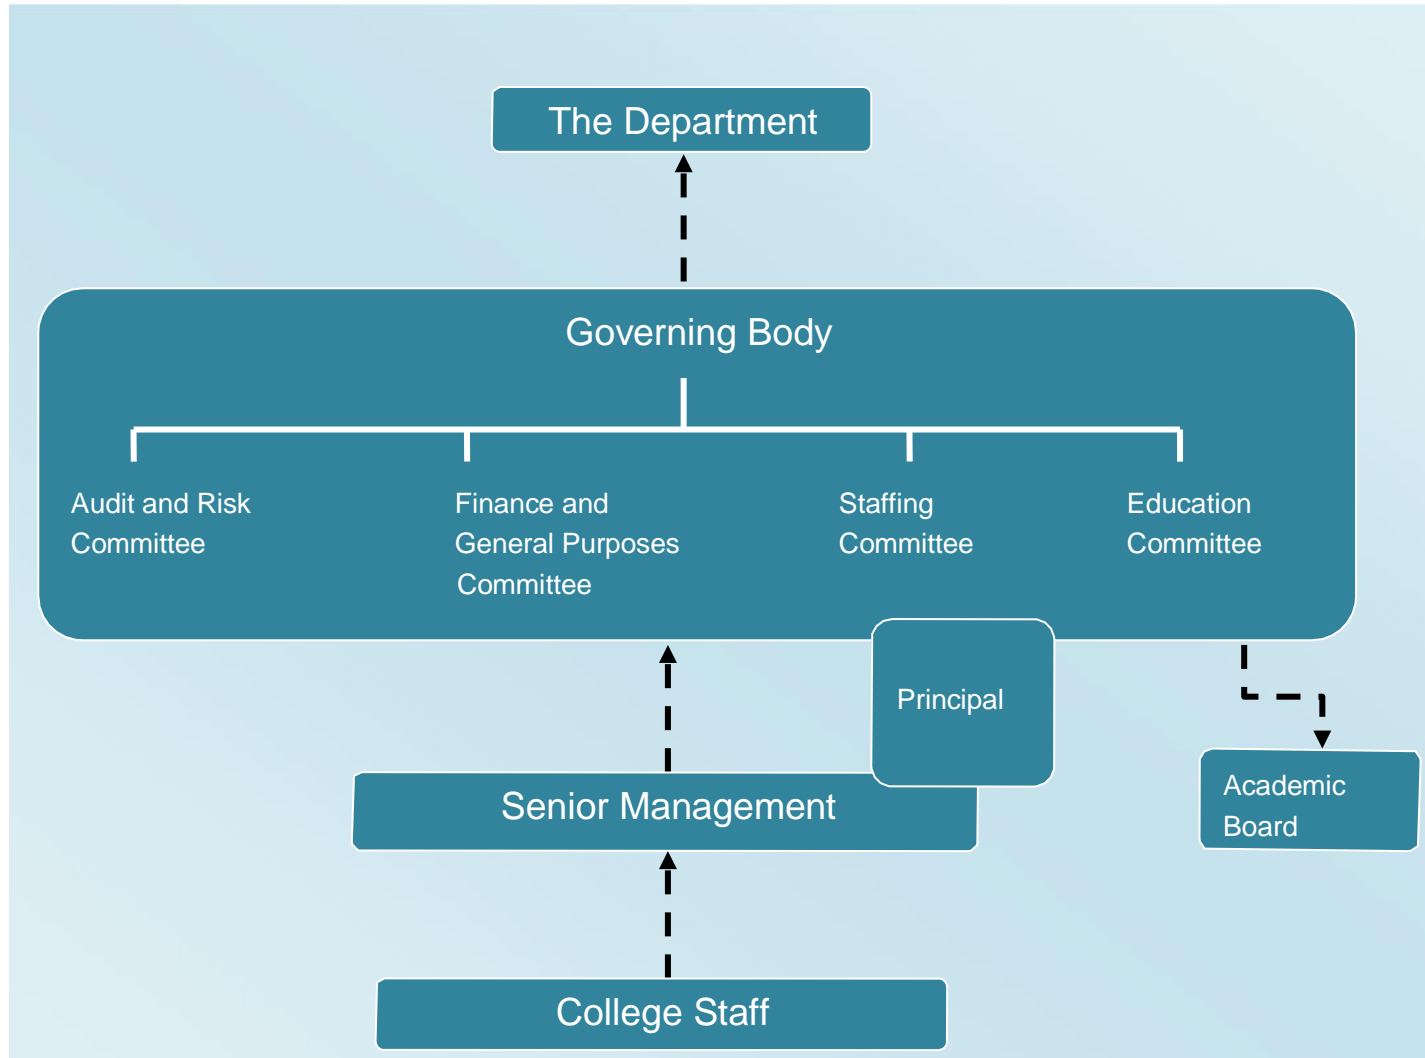 The Department
Governing Body
Audit and Risk
Committee
Finance and
General Purposes
Committee
Staffing
Committee
Education
Committee
Principal
Senior Management
Academic
Board
College Staff